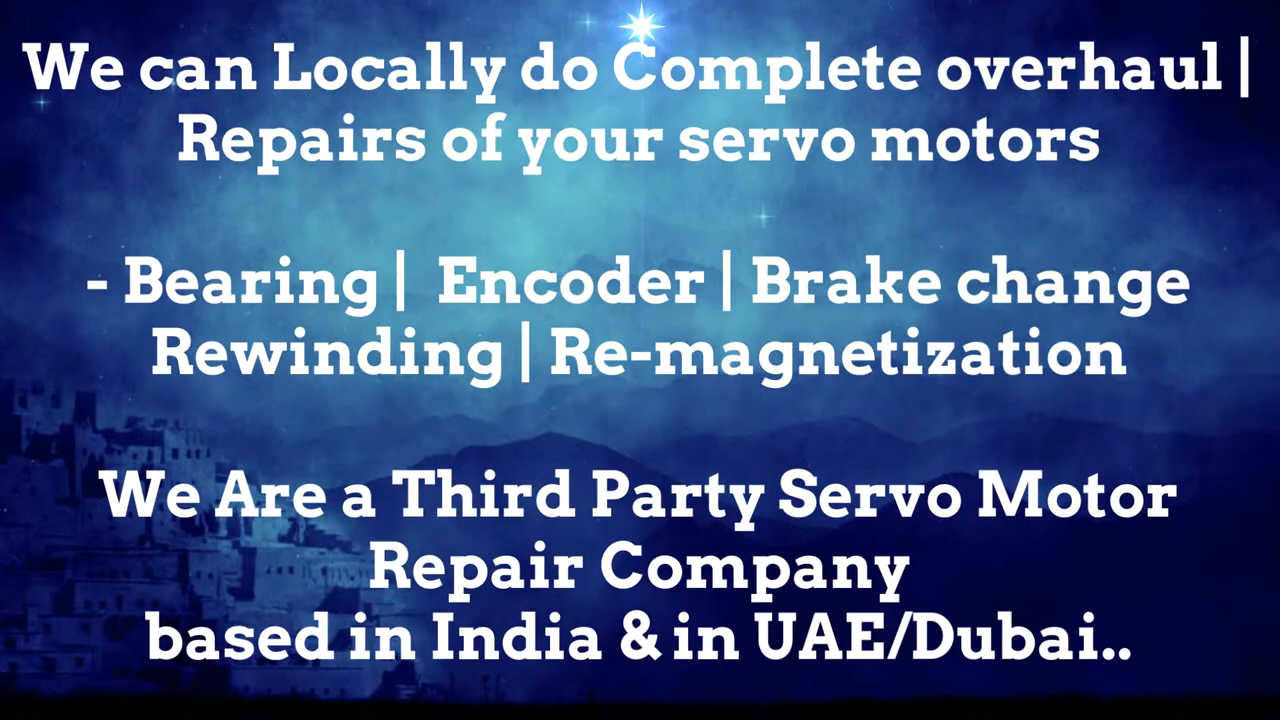 We can Locally do Complete overhaul |
Repairs of your servo motors
- Bearing | Encoder | Brake change
Rewinding | Re-magnetization
We Are a Third Party Servo Motor
Repair Company
based in India & in UAE/Dubai..